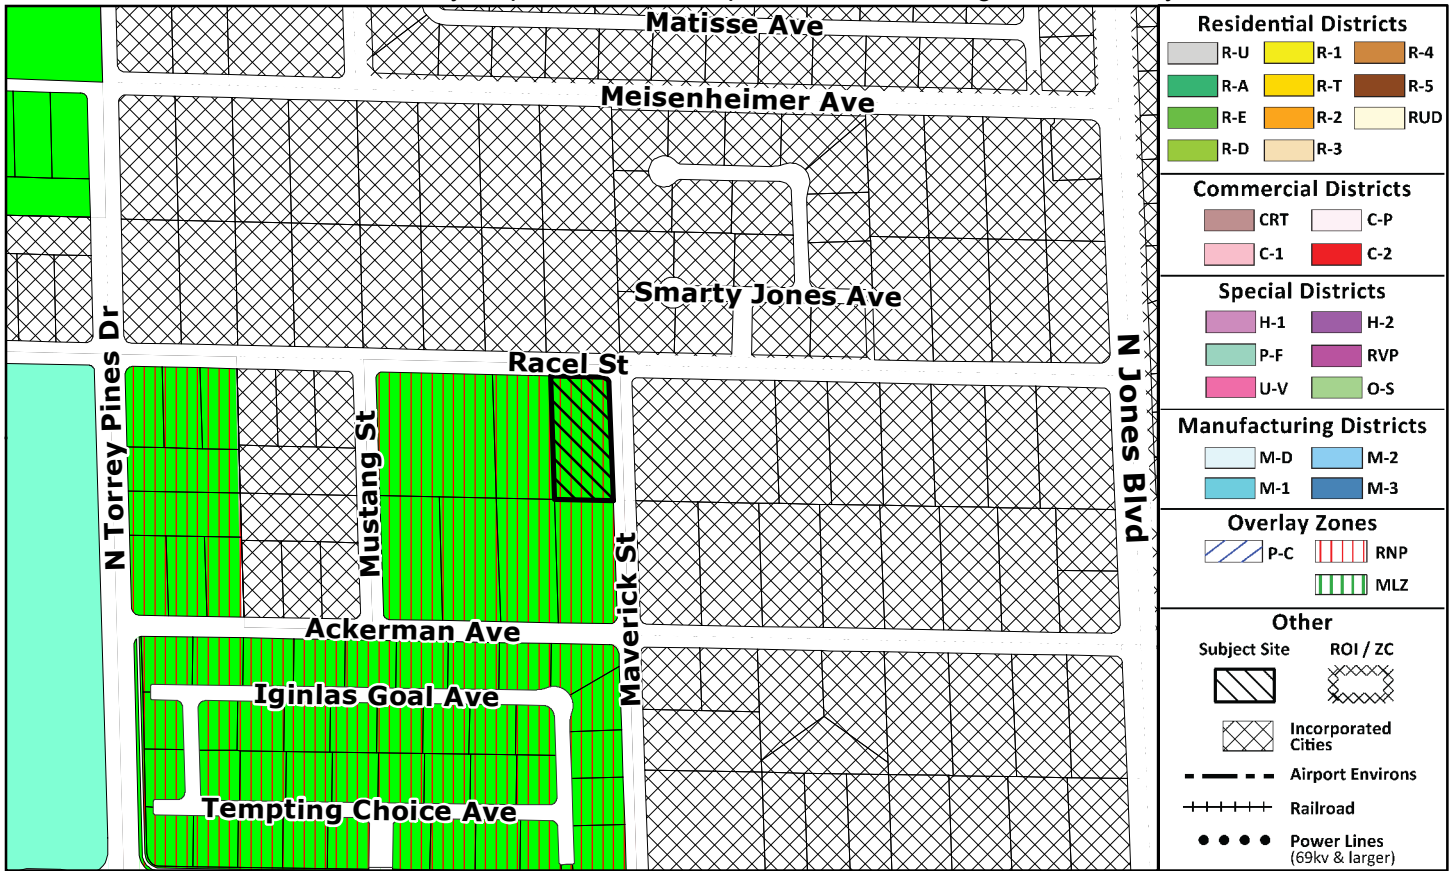 Matisse Ave
Meisenheimer Ave
Smarty Jones Ave
Racel St
N Torrey Pines Dr
Mustang St
Maverick St
N Jones Blvd
Ackerman Ave
Iginlas Goal Ave
Tempting Choice Ave
Residential Districts
R-U R-1 R-4
R-A R-T R-5
R-E R-2 RUD
R-D R-3
Commercial Districts
CRT C-P
C-1 C-2
Special Districts
H-1 H-2
P-F RVP
U-V O-S
Manufacturing Districts
M-D M-2
M-1 M-3
Overlay Zones
P-C RNP
MLZ
Other
Subject Site ROI / ZC
Incorporated
Cities
Airport Environs
Railroad
Power Lines
(69kv & larger)